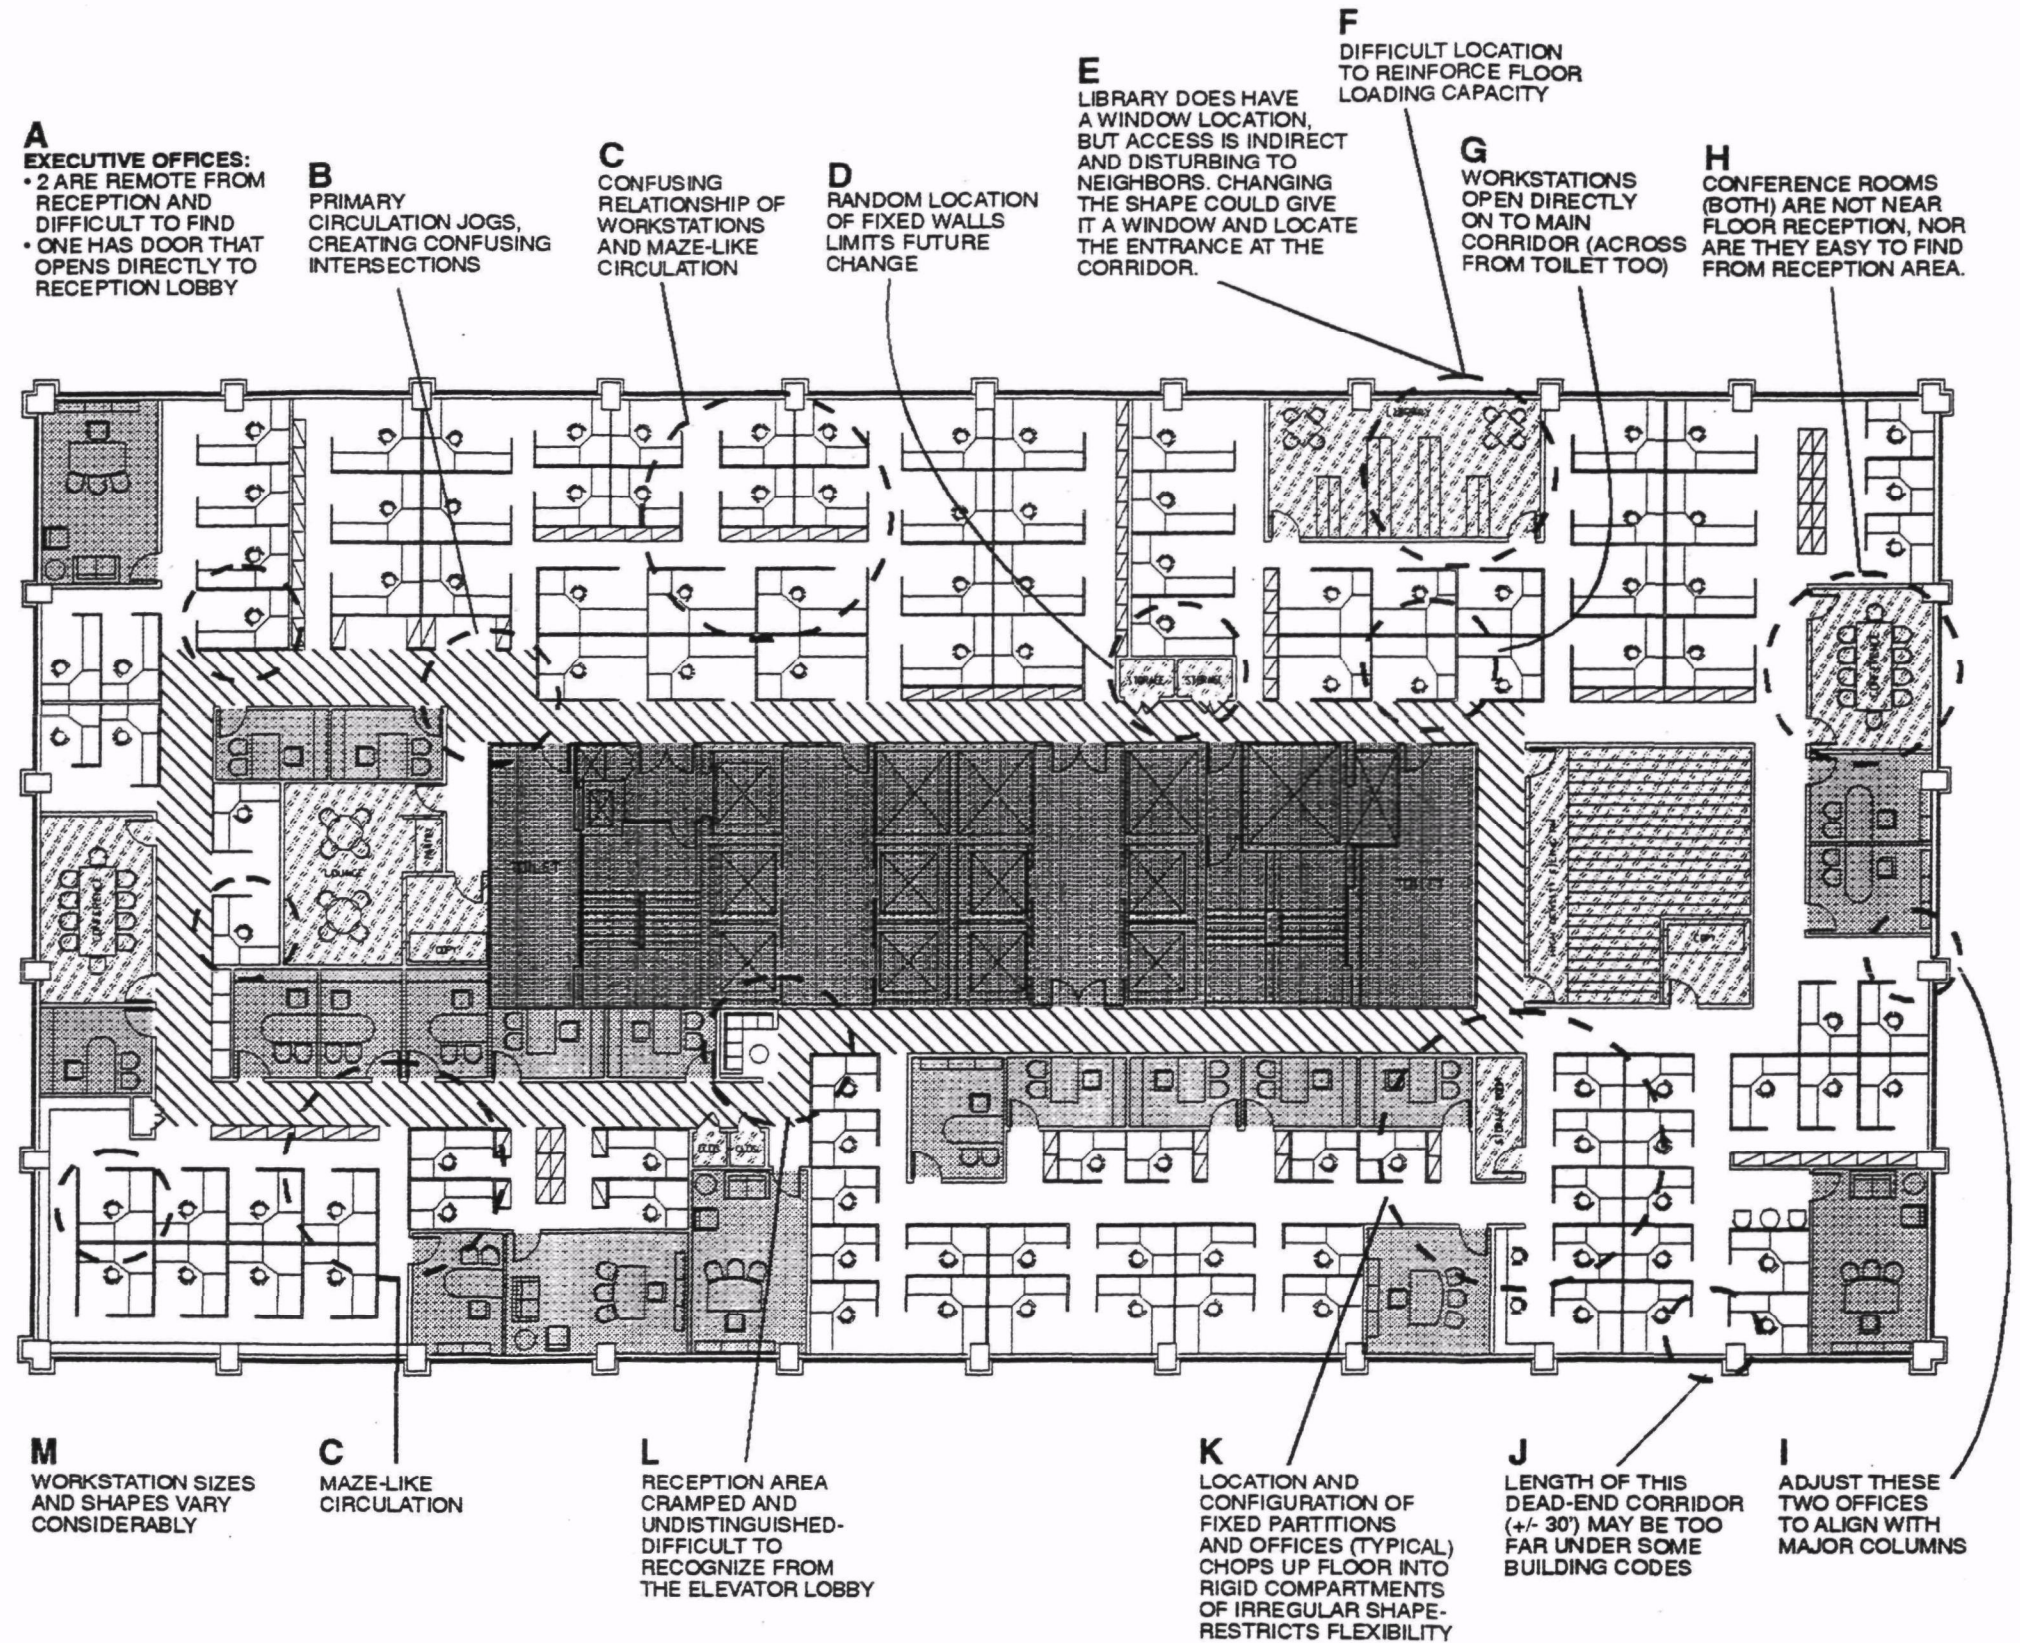 A
EXECUTIVE OFFICES:
• 2 ARE REMOTE FROM
RECEPTION AND
DIFFICULT TO FIND
• ONE HAS DOOR THAT
OPENS DIRECTLY TO
RECEPTION LOBBY
B
PRIMARY
CIRCULATION JOGS,
CREATING CONFUSING
INTERSECTIONS
C
CONFUSING
RELATIONSHIP OF
WORKSTATIONS
AND MAZE-LIKE
CIRCULATION
D
RANDOM LOCATION
OF FIXED WALLS
LIMITS FUTURE
CHANGE
E
LIBRARY DOES HAVE
A WINDOW LOCATION,
BUT ACCESS IS INDIRECT
AND DISTURBING TO
NEIGHBORS. CHANGING
THE SHAPE COULD GIVE
IT A WINDOW AND LOCATE
THE ENTRANCE AT THE
CORRIDOR.
F
DIFFICULT LOCATION
TO REINFORCE FLOOR
LOADING CAPACITY
G
WORKSTATIONS
OPEN DIRECTLY
ON TO MAIN
CORRIDOR (ACROSS
FROM TOILET TOO)
H
CONFERENCE ROOMS
(BOTH) ARE NOT NEAR
FLOOR RECEPTION, NOR
ARE THEY EASY TO FIND
FROM RECEPTION AREA.
LIBRARY
STORAGE
STORAGE
CONFERENCE
LOUNGE
CONFERENCE
TOILET
TOILET
COPY
COPY
STORAGE ROOM
M
WORKSTATION SIZES
AND SHAPES VARY
CONSIDERABLY
C
MAZE-LIKE
CIRCULATION
L
RECEPTION AREA
CRAMPED AND
UNDISTINGUISHED-
DIFFICULT TO
RECOGNIZE FROM
THE ELEVATOR LOBBY
K
LOCATION AND
CONFIGURATION OF
FIXED PARTITIONS
AND OFFICES (TYPICAL)
CHOPS UP FLOOR INTO
RIGID COMPARTMENTS
OF IRREGULAR SHAPE-
RESTRICTS FLEXIBILITY
J
LENGTH OF THIS
DEAD-END CORRIDOR
(+/- 30') MAY BE TOO
FAR UNDER SOME
BUILDING CODES
I
ADJUST THESE
TWO OFFICES
TO ALIGN WITH
MAJOR COLUMNS